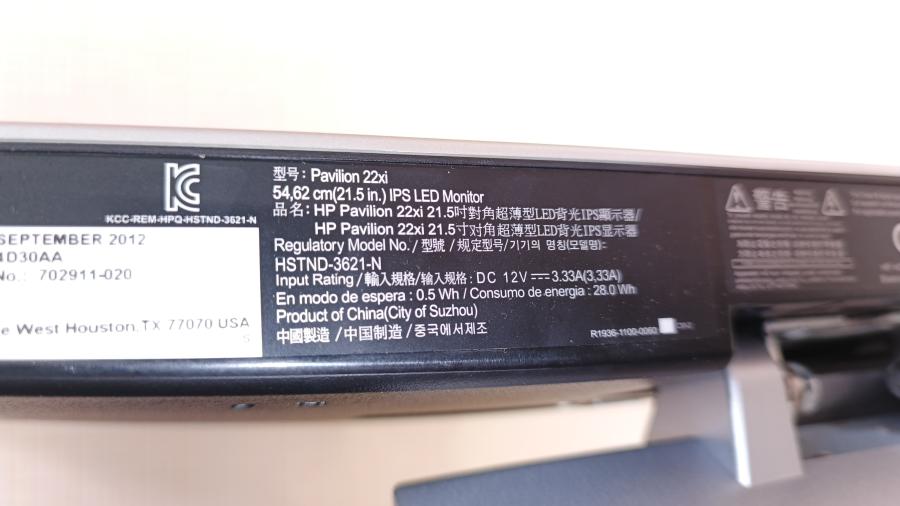 KC
KCC-REM-HPQ-HSTND-3621-N
SEPTEMBER 2012
D30AA
No.: 702911-020
e West Houston, TX 77070 USA
S
型号: Pavilion 22xi
54,62 cm(21.5 in.) IPS LED Monitor
品名: HP Pavilion 22xi 21.5吋對角超薄型LED背光IPS顯示器/
HP Pavilion 22xi 21.5寸对角超薄型LED背光IPS显示器
Regulatory Model No./型號/规定型号/기기의 명칭(모델명):
HSTND-3621-N
Input Rating/輸入規格/输入规格: DC 12V⎓3.33A(3.33A)
En modo de espera : 0.5 Wh / Consumo de energia : 28.0 Wh
Product of China(City of Suzhou)
中國製造 / 中国制造 / 중국에서제조
R1936-1100-0060
警告